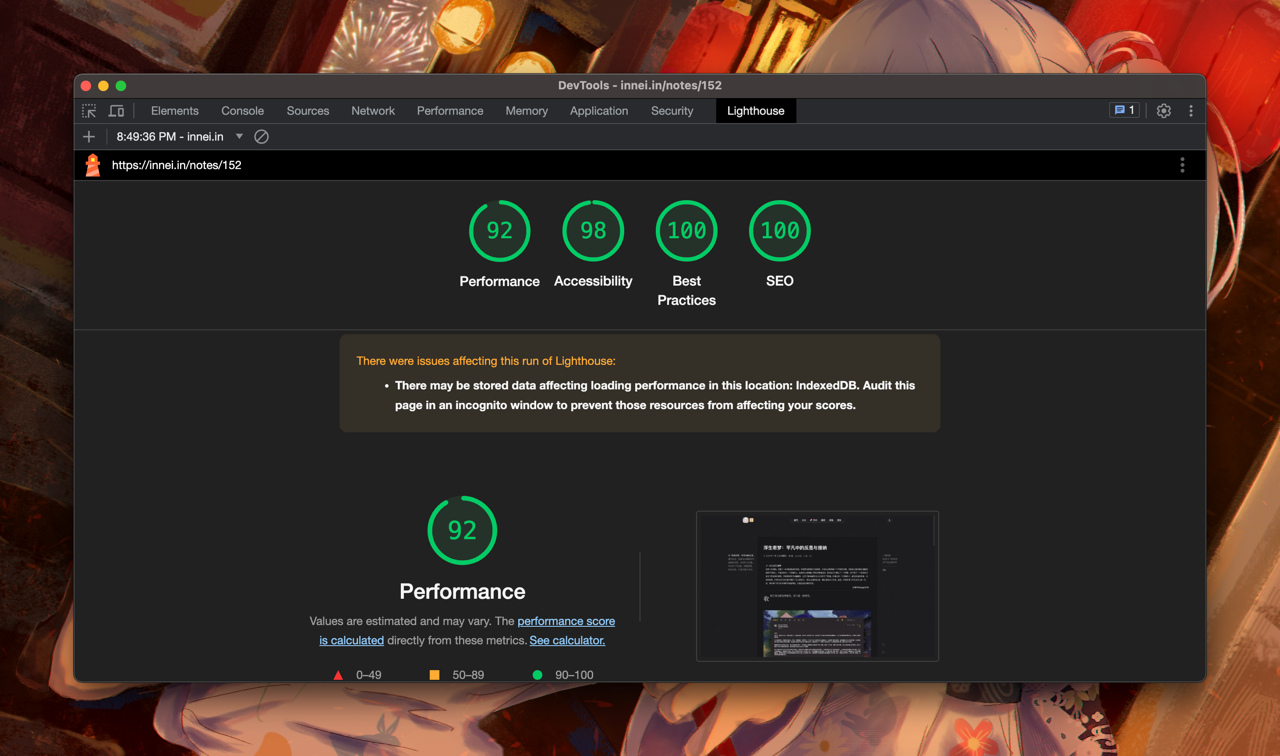 DevTools - innei.in/notes/152
Elements Console Sources Network Performance Memory Application Security Lighthouse 1
8:49:36 PM - innei.in
https://innei.in/notes/152
92 98 100 100
Performance Accessibility Best SEO
Practices
There were issues affecting this run of Lighthouse:
• There may be stored data affecting loading performance in this location: IndexedDB. Audit this
page in an incognito window to prevent those resources from affecting your scores.
92
Performance
Values are estimated and may vary. The performance score
is calculated directly from these metrics. See calculator.
0–49 50–89 90–100